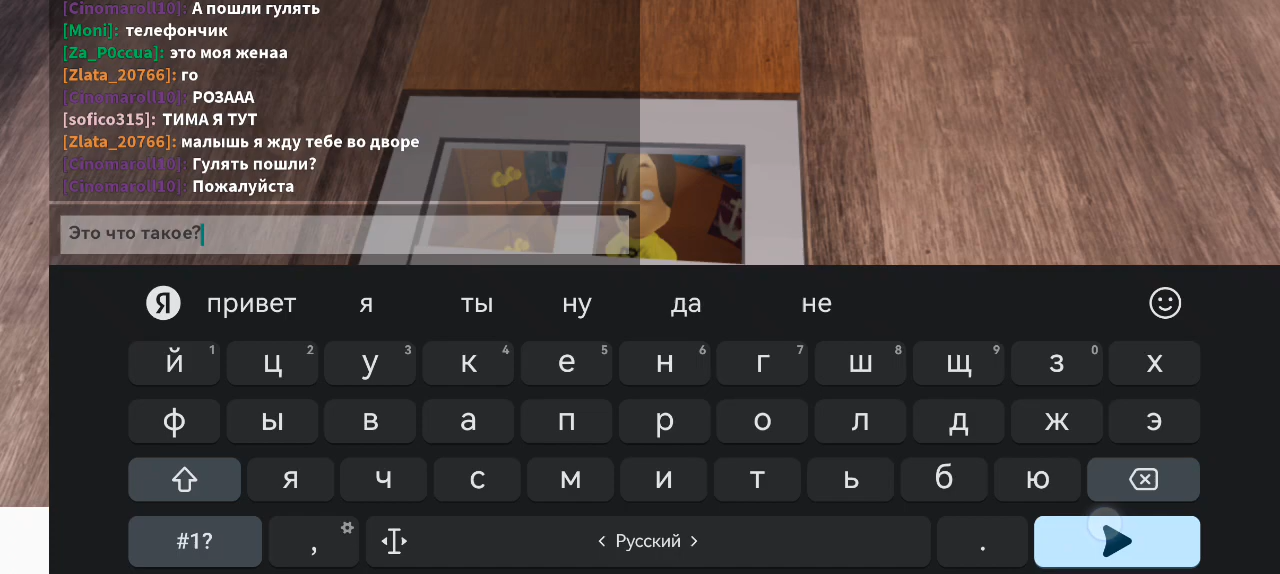 [Cinomaroll10]: А пошли гулять
[Moni]: телефончик
[Za_P0ccua]: это моя женаа
[Zlata_20766]: го
[Cinomaroll10]: РОЗААА
[sofico315]: ТИМА Я ТУТ
[Zlata_20766]: малышь я жду тебе во дворе
[Cinomaroll10]: Гулять пошли?
[Cinomaroll10]: Пожалуйста
Это что такое?
Я привет я ты ну да не
й 1 ц 2 у 3 к 4 е 5 н 6 г 7 ш 8 щ 9 з 0 х
ф ы в а п р о л д ж э
я ч с м и т ь б ю
#1? , < Русский > .